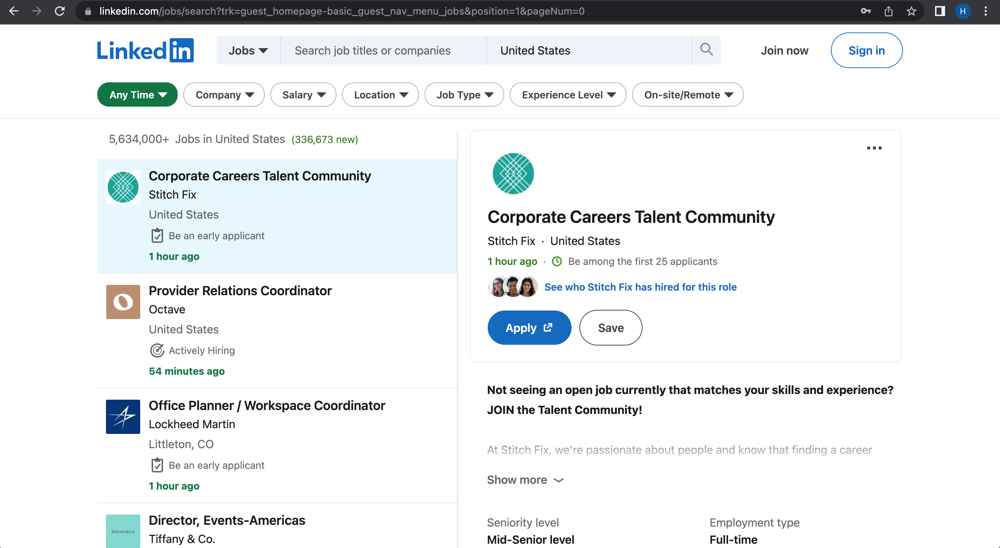 linkedin.com/jobs/search?trk=guest_homepage-basic_guest_nav_menu_jobs&position=1&pageNum=0
H
Linked in
Jobs
Search job titles or companies
United States
Join now
Sign in
Any Time
Company
Salary
Location
Job Type
Experience Level
On-site/Remote
5,634,000+ Jobs in United States (336,673 new)
Corporate Careers Talent Community
Stitch Fix
United States
Be an early applicant
1 hour ago
Provider Relations Coordinator
Octave
United States
Actively Hiring
54 minutes ago
Office Planner / Workspace Coordinator
Lockheed Martin
Littleton, CO
Be an early applicant
1 hour ago
TIFFANY & CO.
Director, Events-Americas
Tiffany & Co.
Corporate Careers Talent Community
Stitch Fix · United States
1 hour ago · Be among the first 25 applicants
See who Stitch Fix has hired for this role
Apply
Save
Not seeing an open job currently that matches your skills and experience?
JOIN the Talent Community!
At Stitch Fix, we’re passionate about people and know that finding a career
Show more
Seniority level
Mid-Senior level
Employment type
Full-time